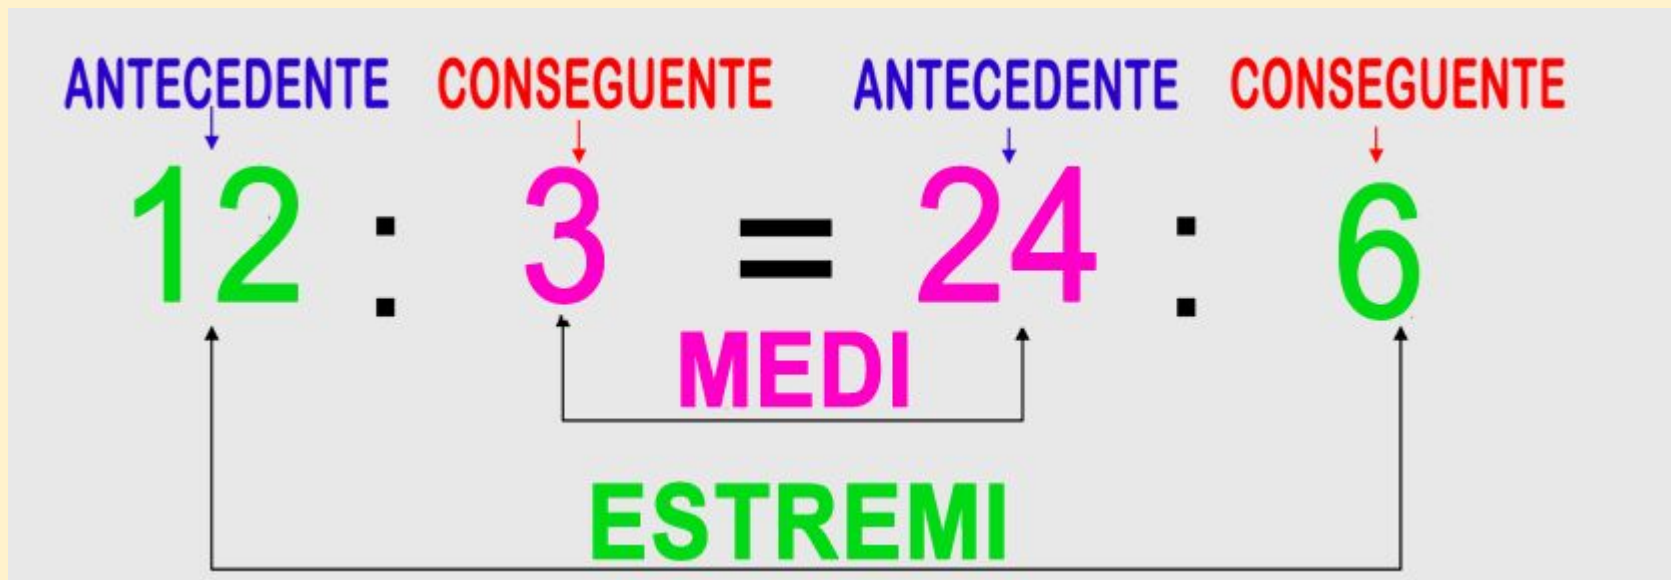 ANTECEDENTE CONSEGUENTE ANTECEDENTE CONSEGUENTE
12 : 3 = 24 : 6
MEDI
ESTREMI